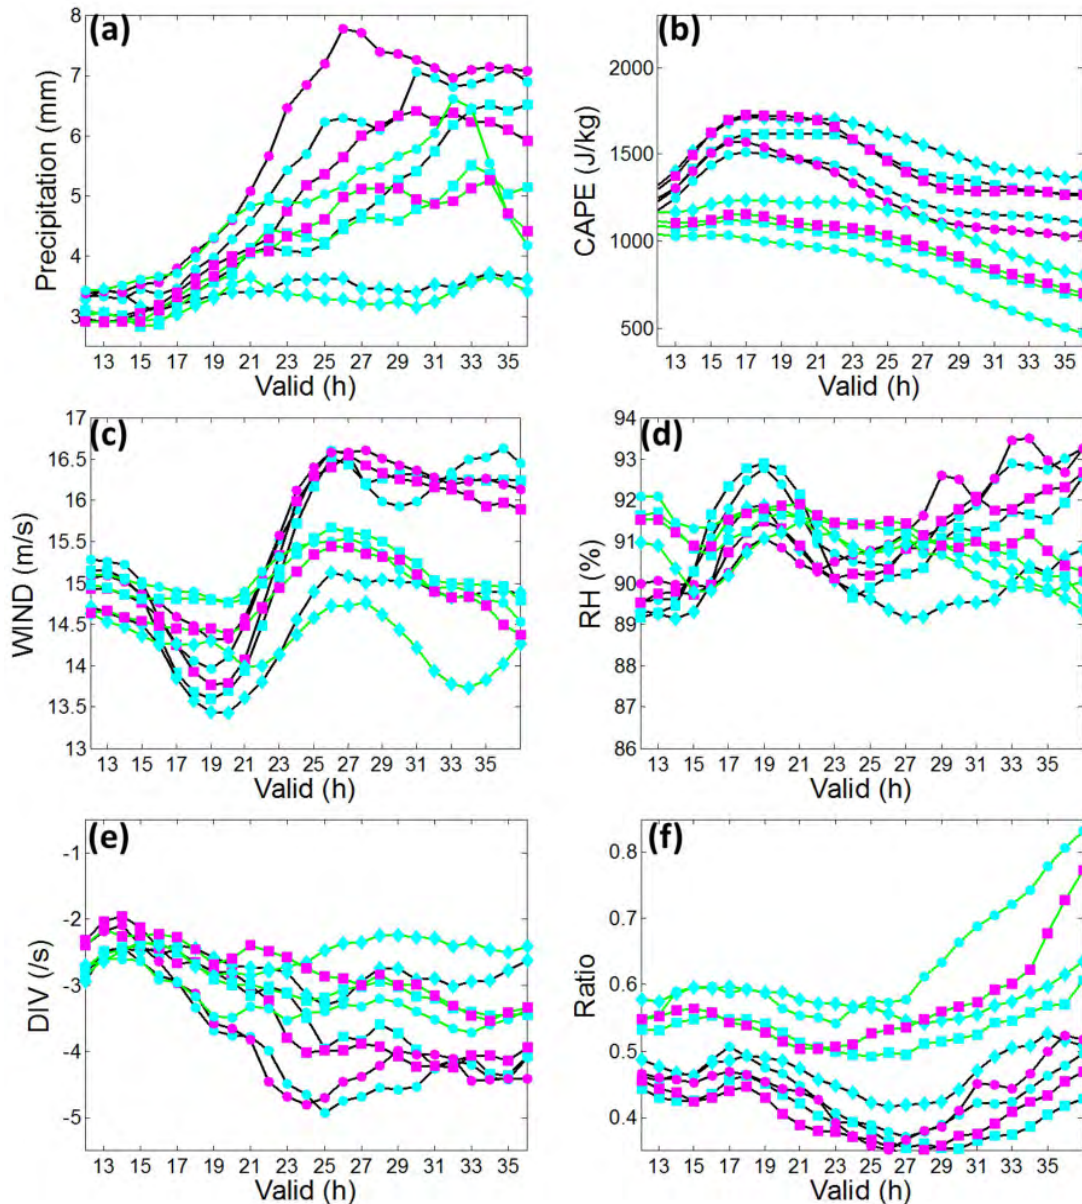 (a)
Precipitation (mm)
8
7
6
5
4
3
13 15 17 19 21 23 25 27 29 31 33 35
Valid (h)
(b)
CAPE (J/kg)
2000
1500
1000
500
13 15 17 19 21 23 25 27 29 31 33 35
Valid (h)
(c)
WIND (m/s)
17
16.5
16
15.5
15
14.5
14
13.5
13
13 15 17 19 21 23 25 27 29 31 33 35
Valid (h)
(d)
RH (%)
94
93
92
91
90
89
88
87
86
13 15 17 19 21 23 25 27 29 31 33 35
Valid (h)
(e)
DIV (/s)
-1
-2
-3
-4
-5
13 15 17 19 21 23 25 27 29 31 33 35
Valid (h)
(f)
Ratio
0.8
0.7
0.6
0.5
0.4
13 15 17 19 21 23 25 27 29 31 33 35
Valid (h)